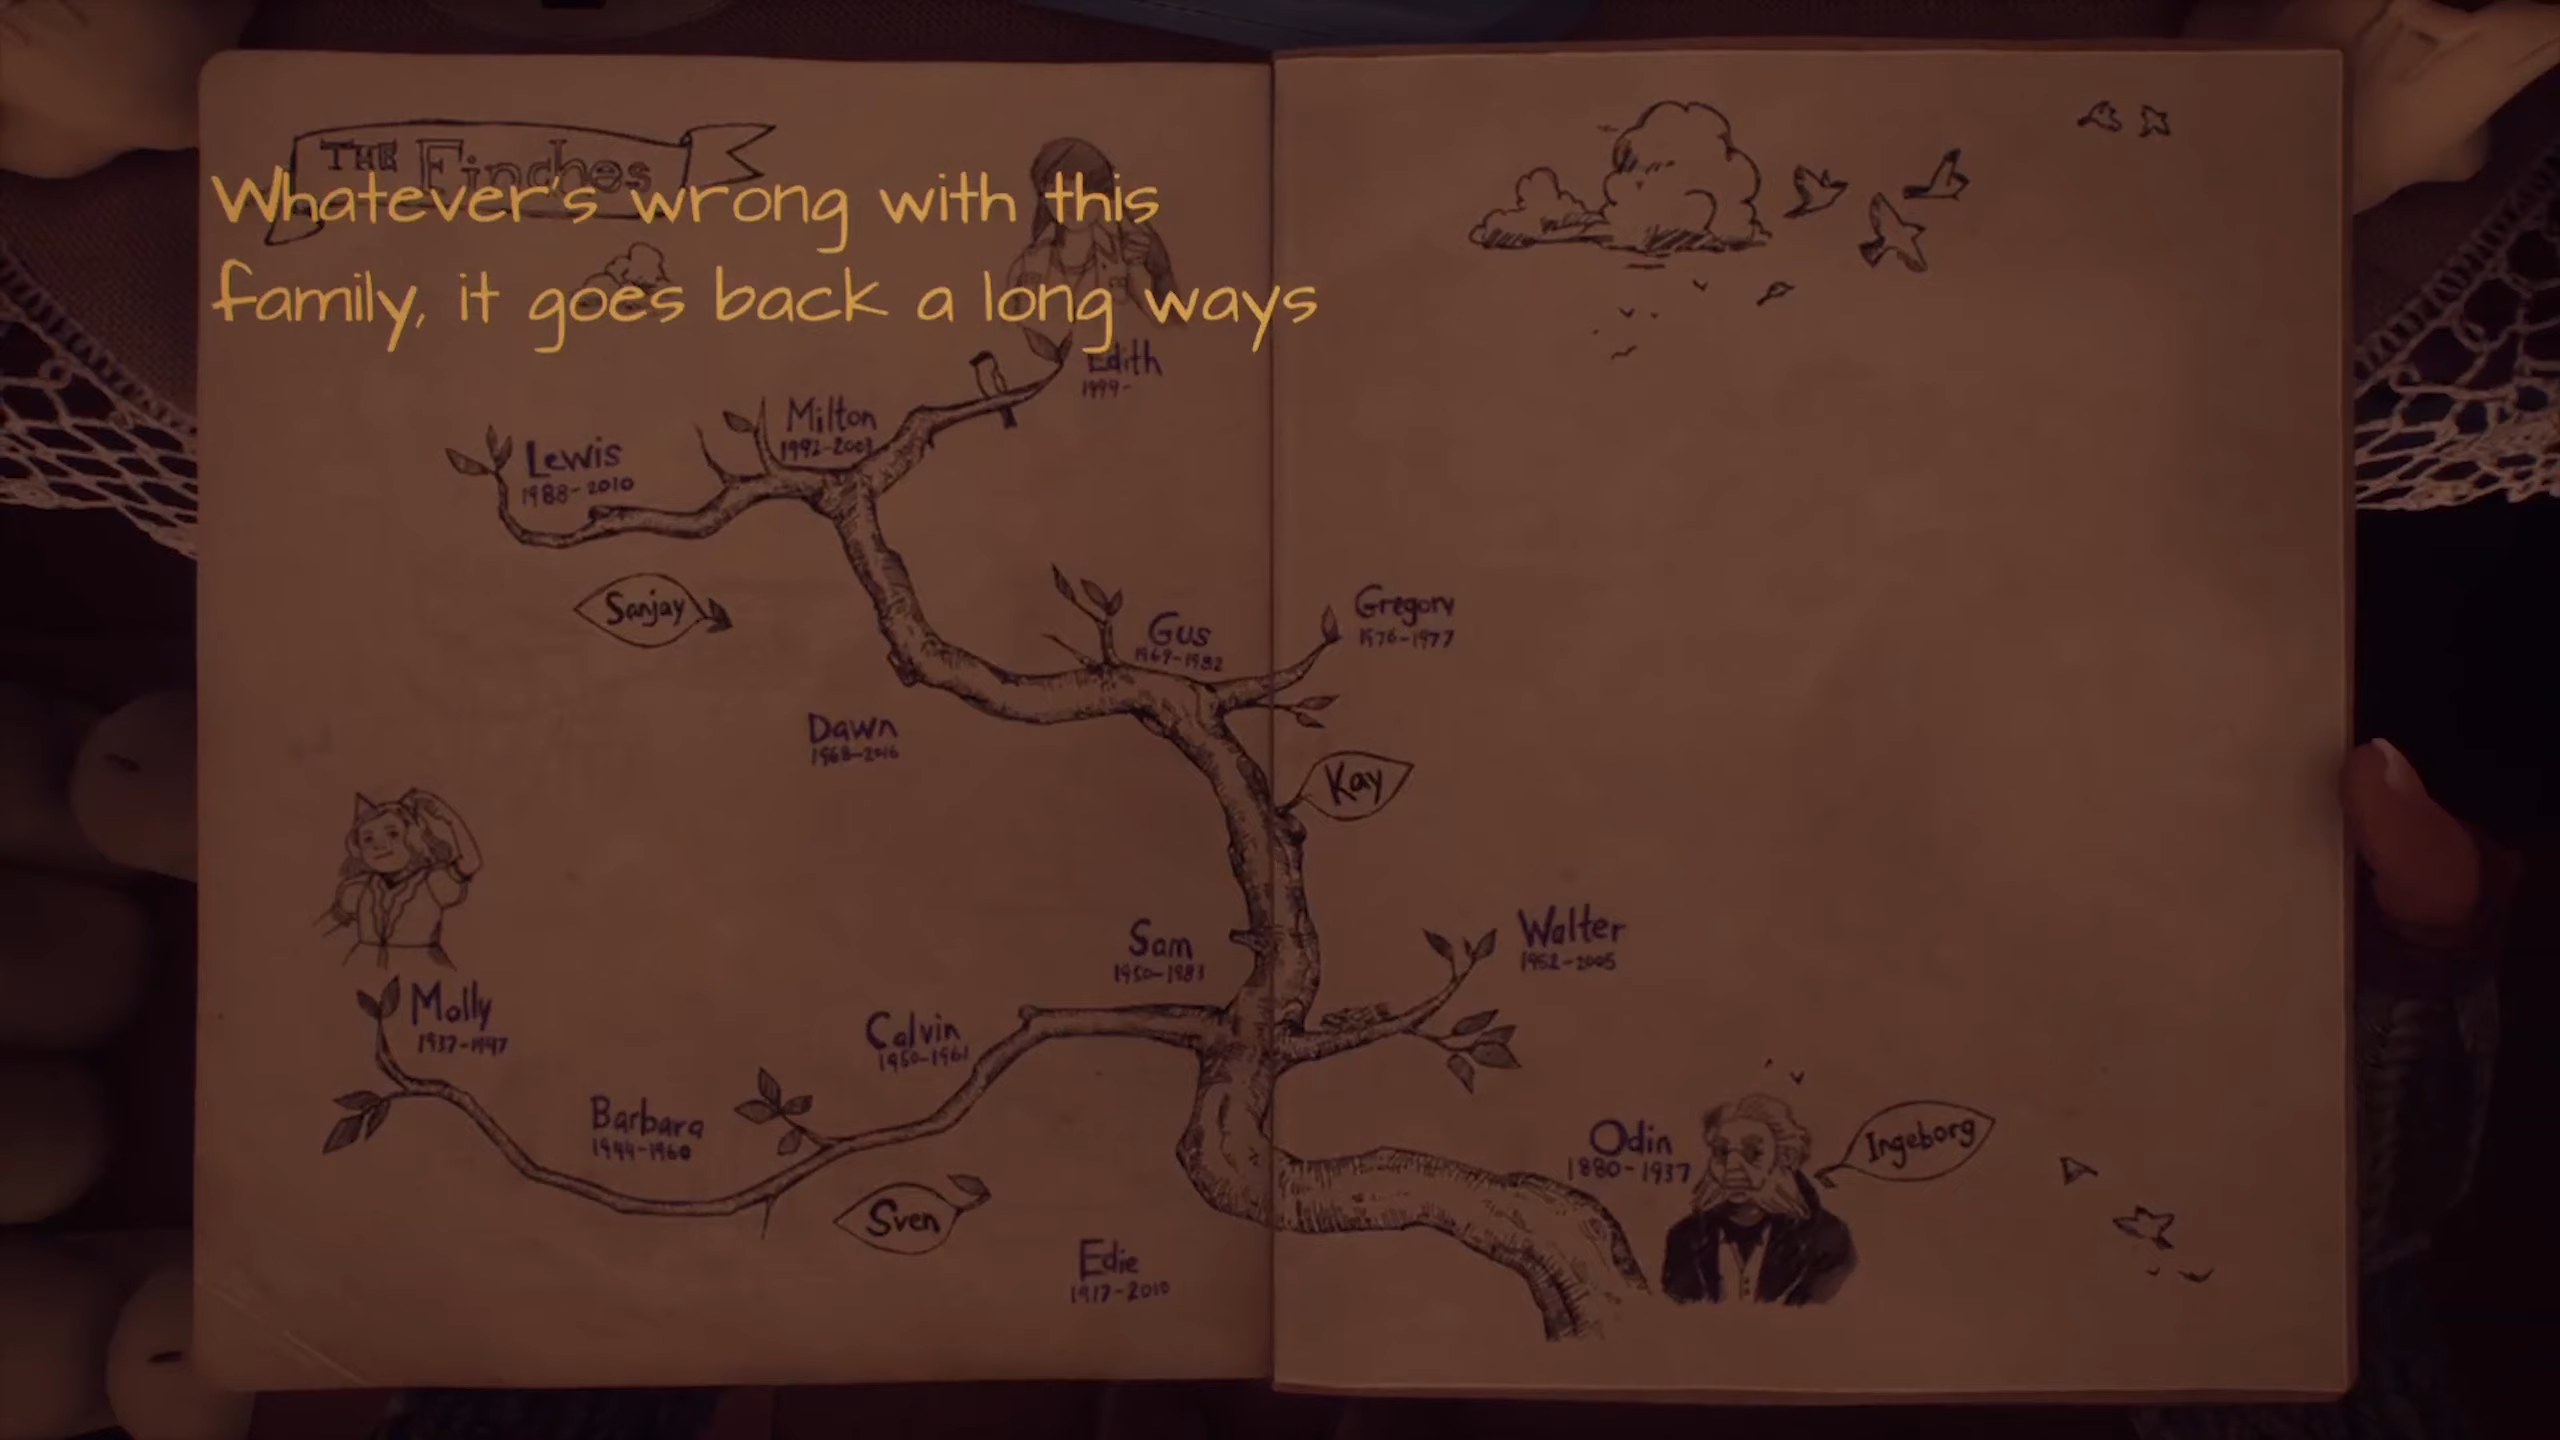 THE Finches
Whatever's wrong with this
family, it goes back a long ways
Edith
1999-
Milton
1992-2003
Lewis
1988-2010
Sanjay
Gus
1969-1982
Gregory
1976-1977
Dawn
1968-2016
Kay
Sam
1950-1983
Walter
1952-2005
Molly
1937-1947
Calvin
1950-1961
Barbara
1944-1960
Odin
1880-1937
Ingeborg
Sven
Edie
1917-2010